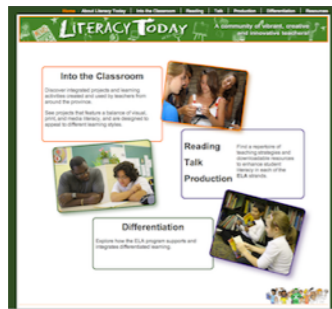 Home | About Literacy Today | Into the Classroom | Reading | Talk | Production | Differentiation | Resources
LITERACY TODAY
A community of vibrant, creative
and innovative teachers!
Into the Classroom
Discover integrated projects and learning
activities created and used by teachers from
around the province.
See projects that feature a balance of visual,
print, and media literacy, and are designed to
appeal to different learning styles.
Reading
Talk
Production
Find a repertoire of
teaching strategies and
downloadable resources
to enhance student
literacy in each of the
ELA strands.
Differentiation
Explore how the ELA program supports and
integrates differentiated learning.